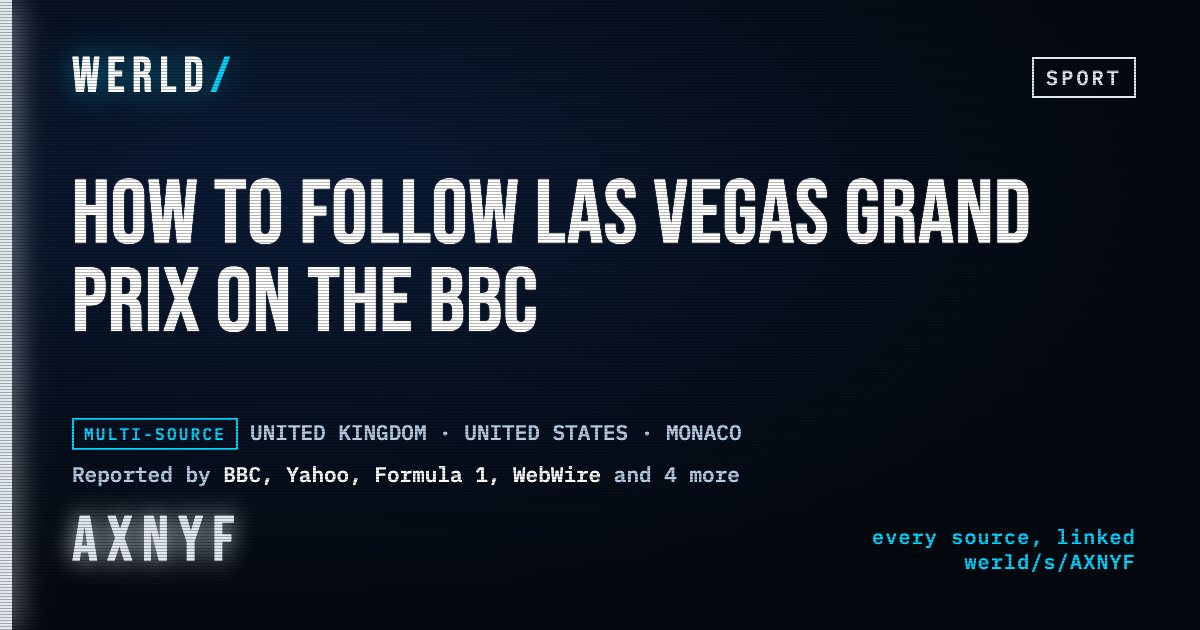 WERLD/
SPORT
HOW TO FOLLOW LAS VEGAS GRAND
PRIX ON THE BBC
MULTI-SOURCE UNITED KINGDOM · UNITED STATES · MONACO
Reported by BBC, Yahoo, Formula 1, WebWire and 4 more
AXNYF
every source, linked
werld/s/AXNYF